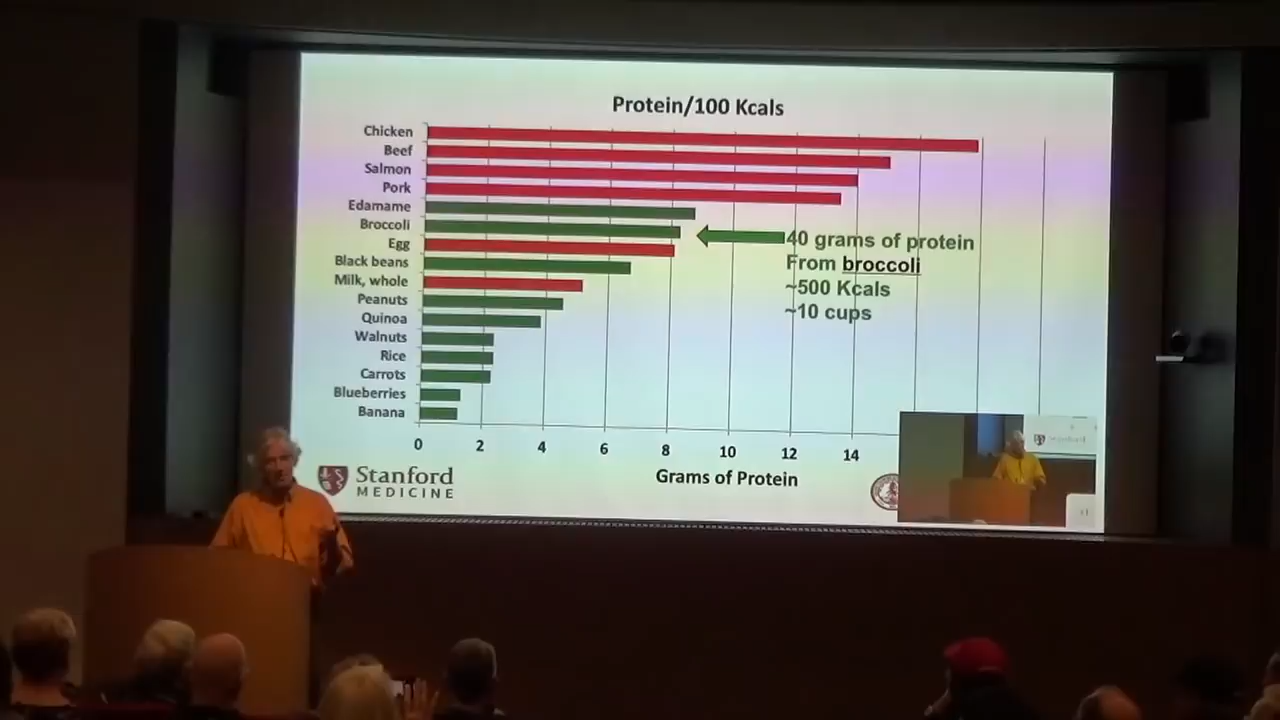 Protein/100 Kcals
Chicken
Beef
Salmon
Pork
Edamame
Broccoli
Egg
Black beans
Milk, whole
Peanuts
Quinoa
Walnuts
Rice
Carrots
Blueberries
Banana
40 grams of protein
From broccoli
~500 Kcals
~10 cups
0 2 4 6 8 10 12 14
Grams of Protein
Stanford
MEDICINE